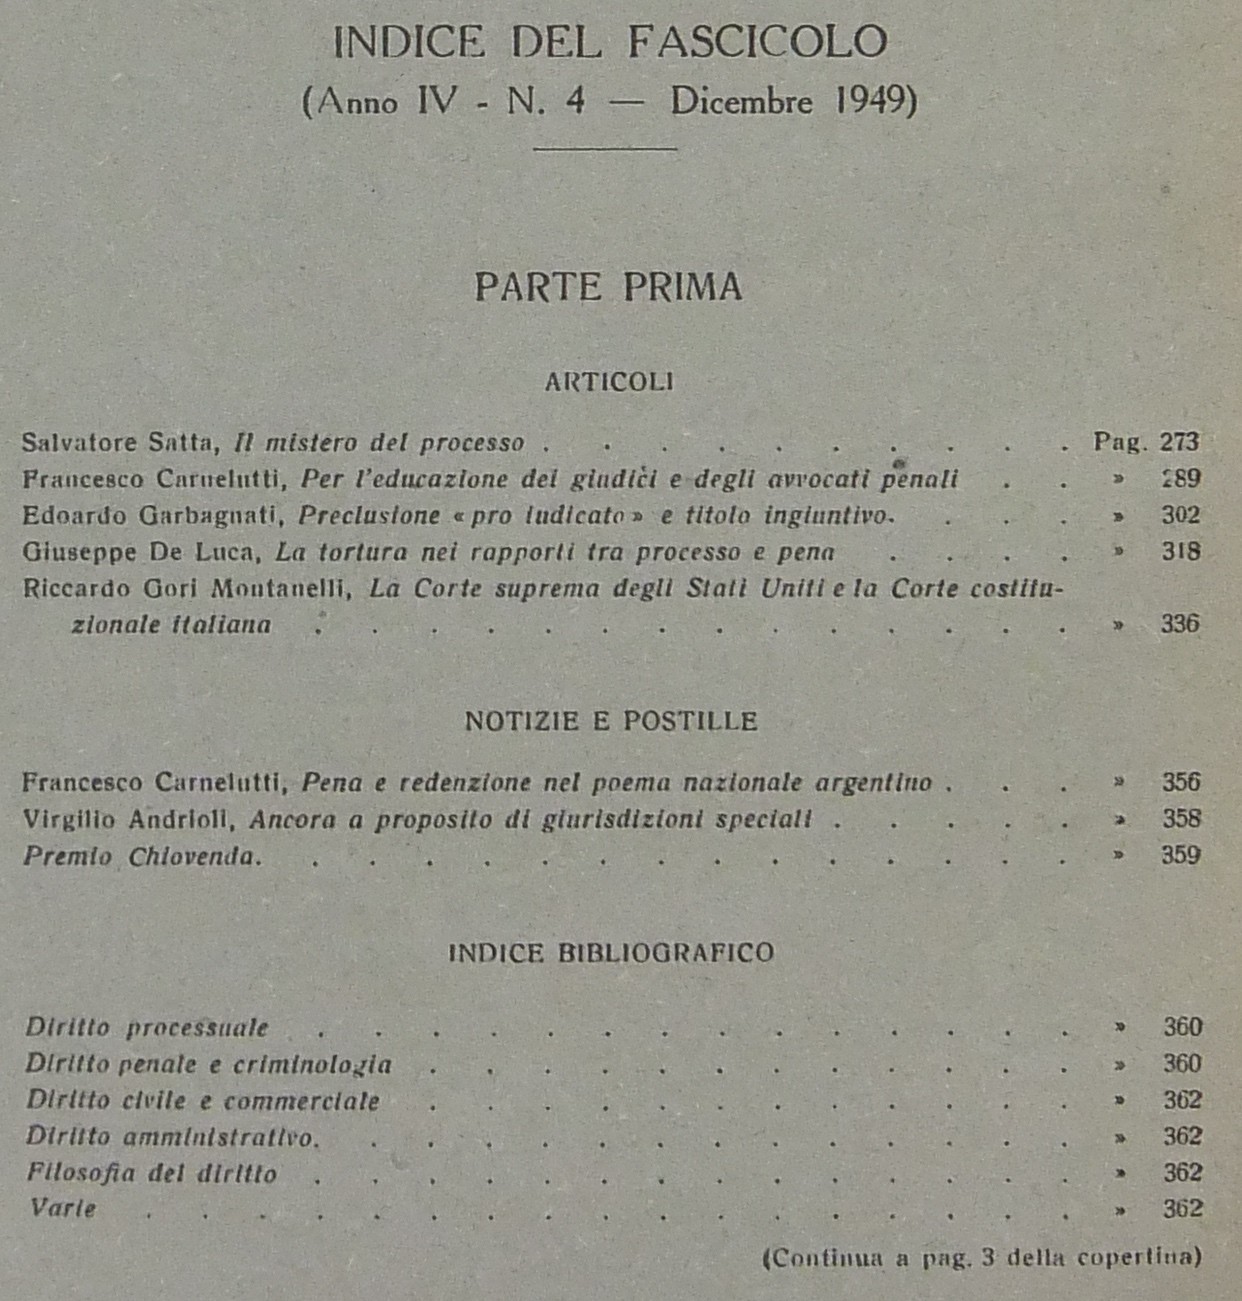 INDICE DEL FASCICOLO
(Anno IV - N. 4 — Dicembre 1949)
PARTE PRIMA
ARTICOLI
Salvatore Satta, Il mistero del processo . . . . . . . . . . Pag. 273
Francesco Carnelutti, Per l'educazione dei giudici e degli avvocati penali . . » 289
Edoardo Garbagnati, Preclusione « pro iudicato » e titolo ingiuntivo. . . . » 302
Giuseppe De Luca, La tortura nei rapporti tra processo e pena . . . . » 318
Riccardo Gori Montanelli, La Corte suprema degli Stati Uniti e la Corte costitu-
zionale italiana . . . . . . . . . . . . . . » 336
NOTIZIE E POSTILLE
Francesco Carnelutti, Pena e redenzione nel poema nazionale argentino . . . » 356
Virgilio Andrioli, Ancora a proposito di giurisdizioni speciali . . . . . » 358
Premio Chiovenda. . . . . . . . . . . . . . . » 359
INDICE BIBLIOGRAFICO
Diritto processuale . . . . . . . . . . . . . . » 360
Diritto penale e criminologia . . . . . . . . . . . . » 360
Diritto civile e commerciale . . . . . . . . . . . . » 362
Diritto amministrativo. . . . . . . . . . . . . . » 362
Filosofia del diritto . . . . . . . . . . . . . . » 362
Varie . . . . . . . . . . . . . . . . . » 362
(Continua a pag. 3 della copertina)